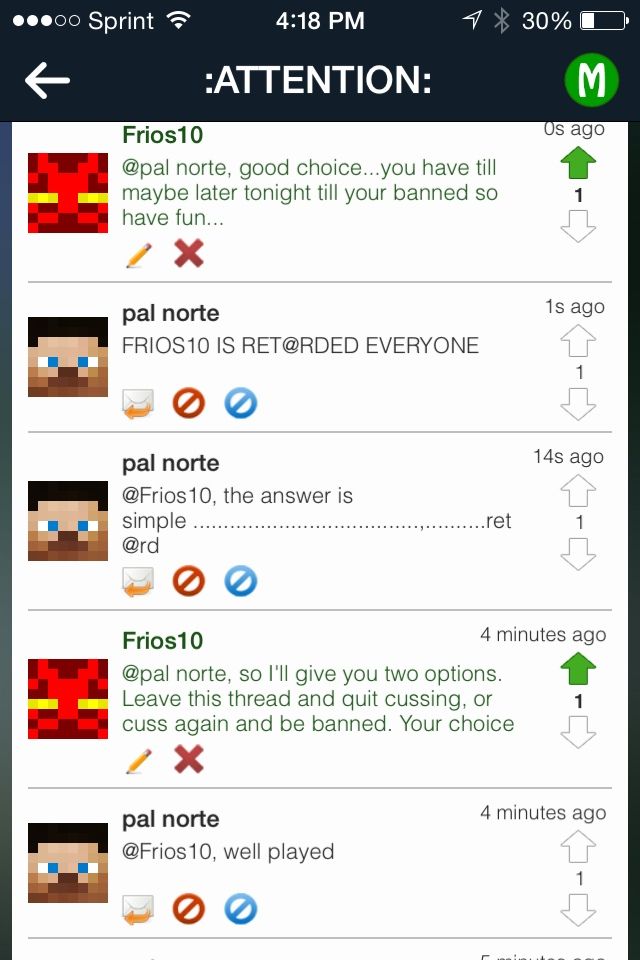 ●●●○○ Sprint 4:18 PM 30%
:ATTENTION: M
Frios10 0s ago
@pal norte, good choice...you have till
maybe later tonight till your banned so
have fun...
1
pal norte 1s ago
FRIOS10 IS RET@RDED EVERYONE
1
pal norte 14s ago
@Frios10, the answer is
simple .....................................,..........ret
@rd
1
Frios10 4 minutes ago
@pal norte, so I'll give you two options.
Leave this thread and quit cussing, or
cuss again and be banned. Your choice
1
pal norte 4 minutes ago
@Frios10, well played
1
5 minutes ago